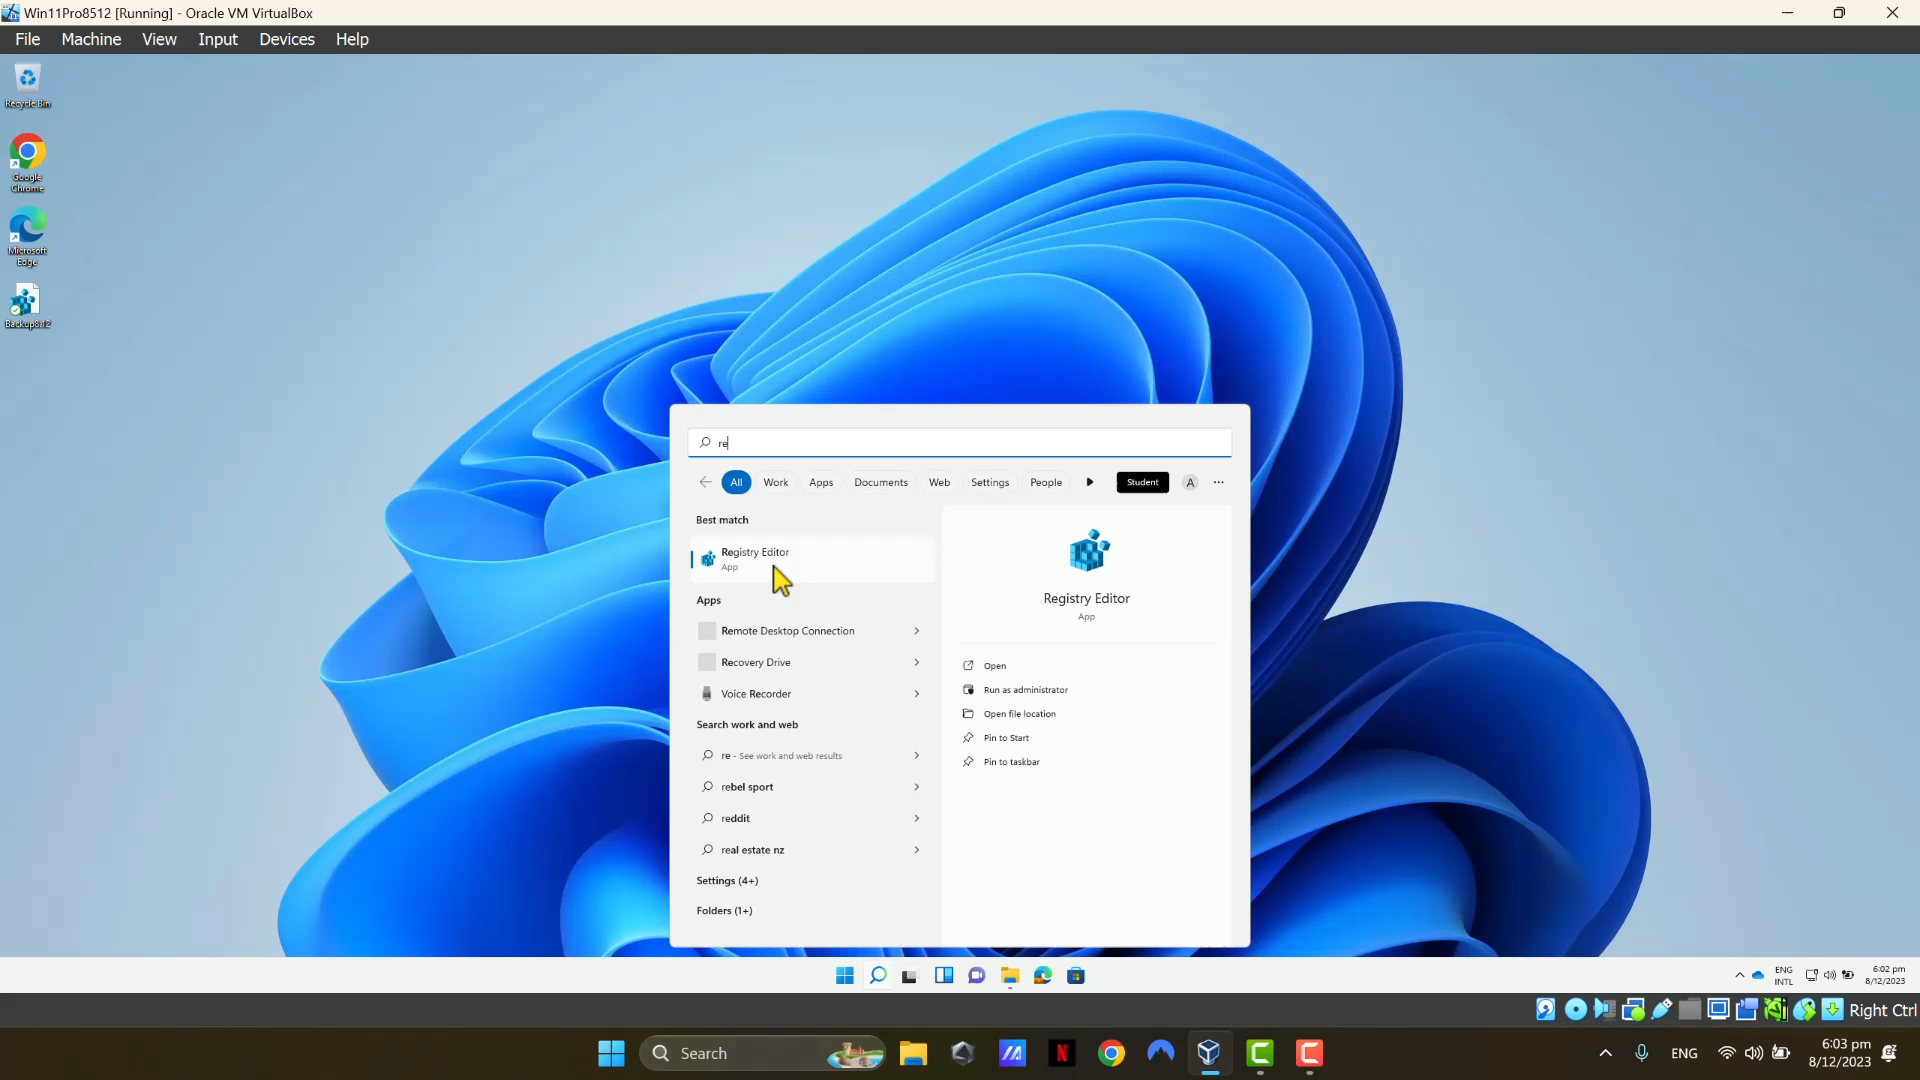 Win11Pro8512 [Running] - Oracle VM VirtualBox
File Machine View Input Devices Help
Recycle Bin
Google Chrome
Microsoft Edge
Backup8.12
re
All Work Apps Documents Web Settings People Student A
Best match
Registry Editor
App
Apps
Remote Desktop Connection
Recovery Drive
Voice Recorder
Search work and web
re - See work and web results
rebel sport
reddit
real estate nz
Settings (4+)
Folders (1+)
Registry Editor
App
Open
Run as administrator
Open file location
Pin to Start
Pin to taskbar
ENG
INTL
6:02 pm
8/12/2023
Right Ctrl
Search
N
ENG
6:03 pm
8/12/2023